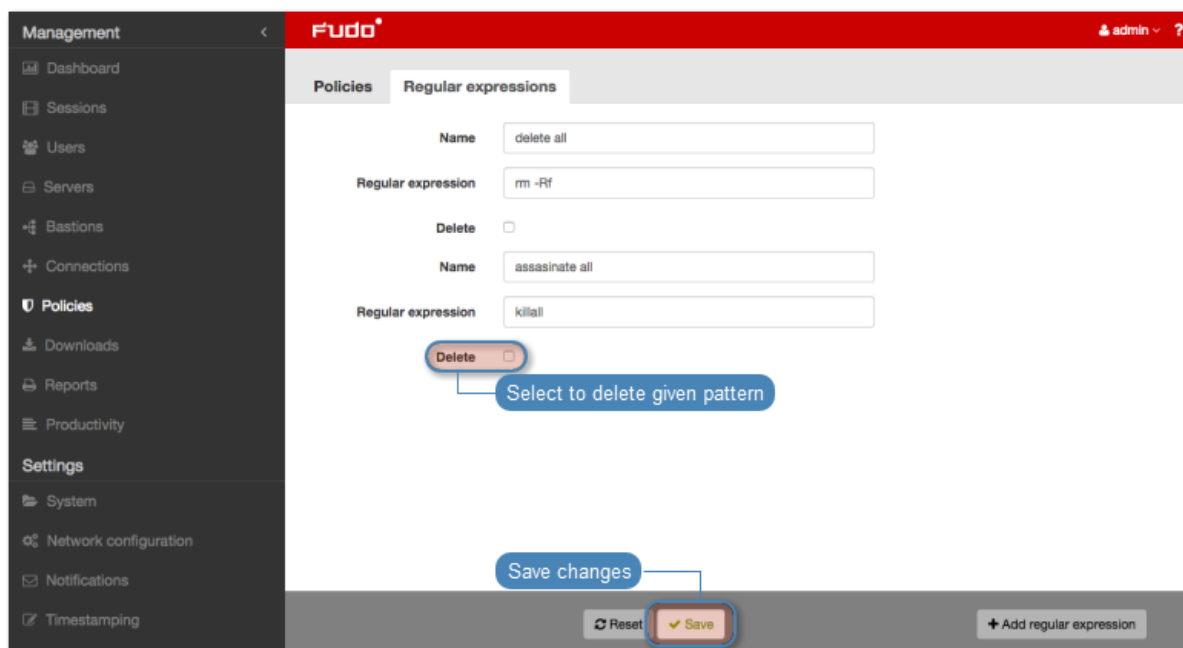 Management
Dashboard
Sessions
Users
Servers
Bastions
Connections
Policies
Downloads
Reports
Productivity
Settings
System
Network configuration
Notifications
Timestamping
FUDO
admin ?
Policies Regular expressions
Name delete all
Regular expression rm -Rf
Delete
Name assasinate all
Regular expression killall
Delete
Select to delete given pattern
Save changes
Reset Save Add regular expression